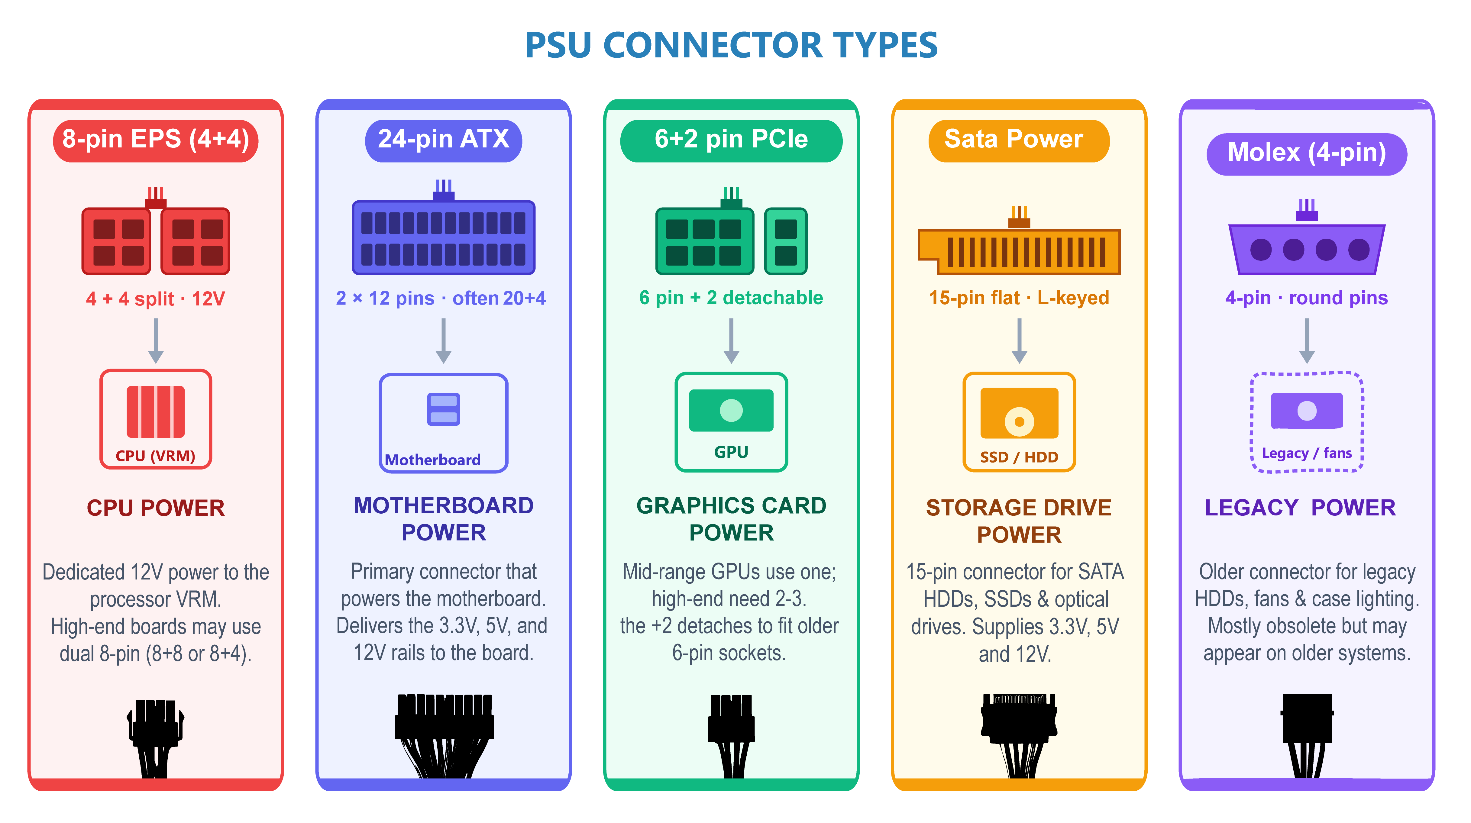 PSU CONNECTOR TYPES
8-pin EPS (4+4)
4 + 4 split · 12V
CPU (VRM)
CPU POWER
Dedicated 12V power to the
processor VRM.
High-end boards may use
dual 8-pin (8+8 or 8+4).
24-pin ATX
2 × 12 pins · often 20+4
Motherboard
MOTHERBOARD
POWER
Primary connector that
powers the motherboard.
Delivers the 3.3V, 5V, and
12V rails to the board.
6+2 pin PCIe
6 pin + 2 detachable
GPU
GRAPHICS CARD
POWER
Mid-range GPUs use one;
high-end need 2-3.
the +2 detaches to fit older
6-pin sockets.
Sata Power
15-pin flat · L-keyed
SSD / HDD
STORAGE DRIVE
POWER
15-pin connector for SATA
HDDs, SSDs & optical
drives. Supplies 3.3V, 5V
and 12V.
Molex (4-pin)
4-pin · round pins
Legacy / fans
LEGACY POWER
Older connector for legacy
HDDs, fans & case lighting.
Mostly obsolete but may
appear on older systems.